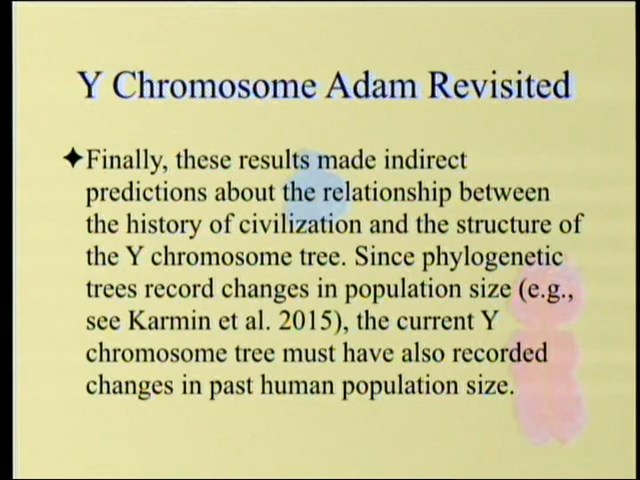 Y Chromosome Adam Revisited
✦Finally, these results made indirect
predictions about the relationship between
the history of civilization and the structure of
the Y chromosome tree. Since phylogenetic
trees record changes in population size (e.g.,
see Karmin et al. 2015), the current Y
chromosome tree must have also recorded
changes in past human population size.